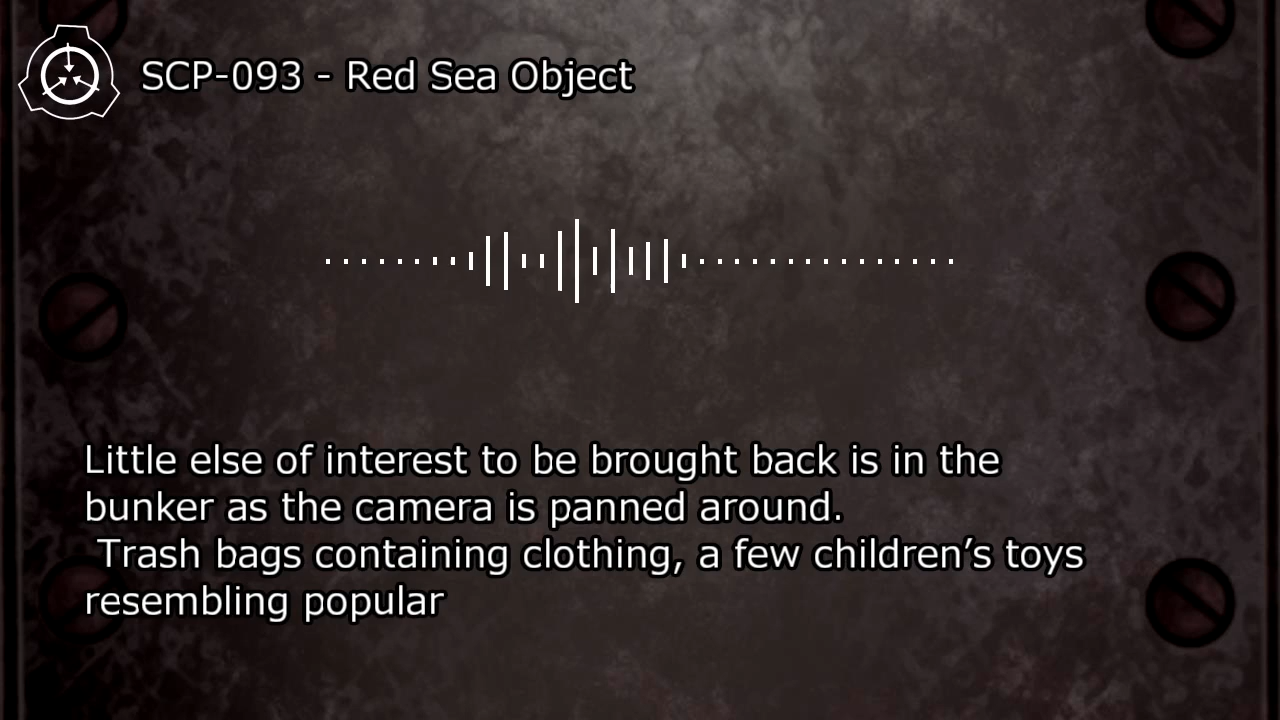 SCP-093 - Red Sea Object
Little else of interest to be brought back is in the
bunker as the camera is panned around.
Trash bags containing clothing, a few children’s toys
resembling popular